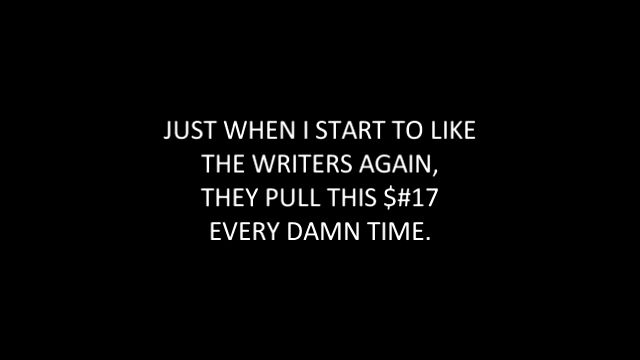 JUST WHEN I START TO LIKE
THE WRITERS AGAIN,
THEY PULL THIS $#17
EVERY DAMN TIME.